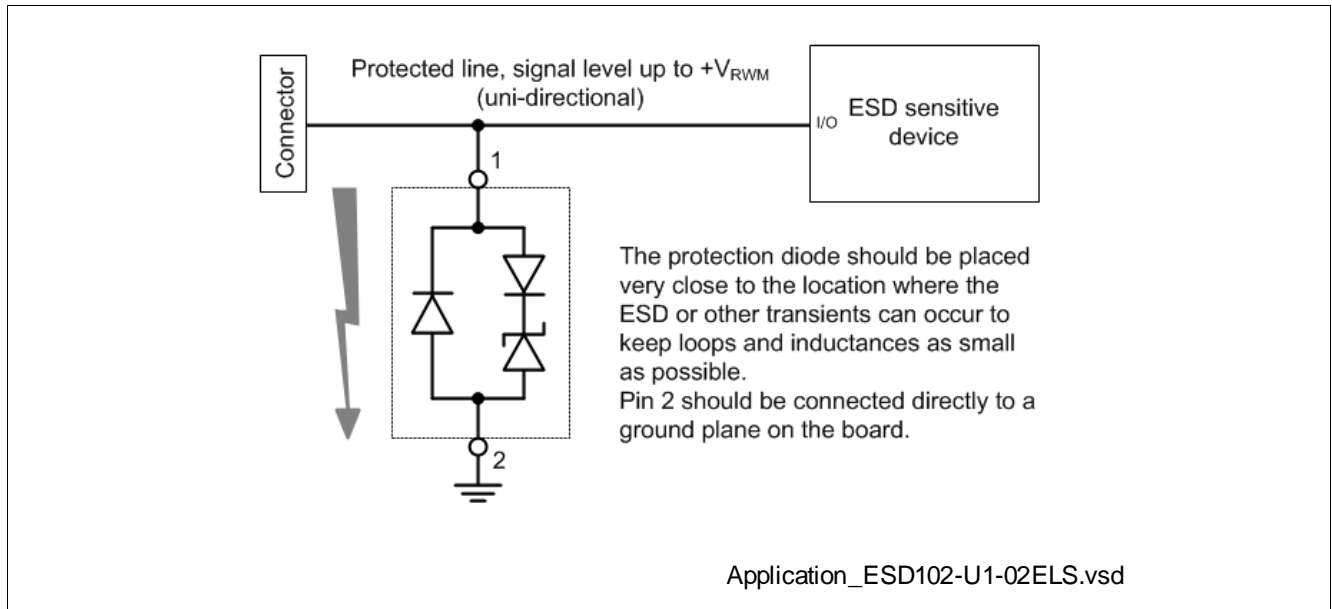 Connector
Protected line, signal level up to +VRWM
(uni-directional)
I/O
ESD sensitive
device
1
The protection diode should be placed
very close to the location where the
ESD or other transients can occur to
keep loops and inductances as small
as possible.
Pin 2 should be connected directly to a
ground plane on the board.
2
Application_ESD102-U1-02ELS.vsd